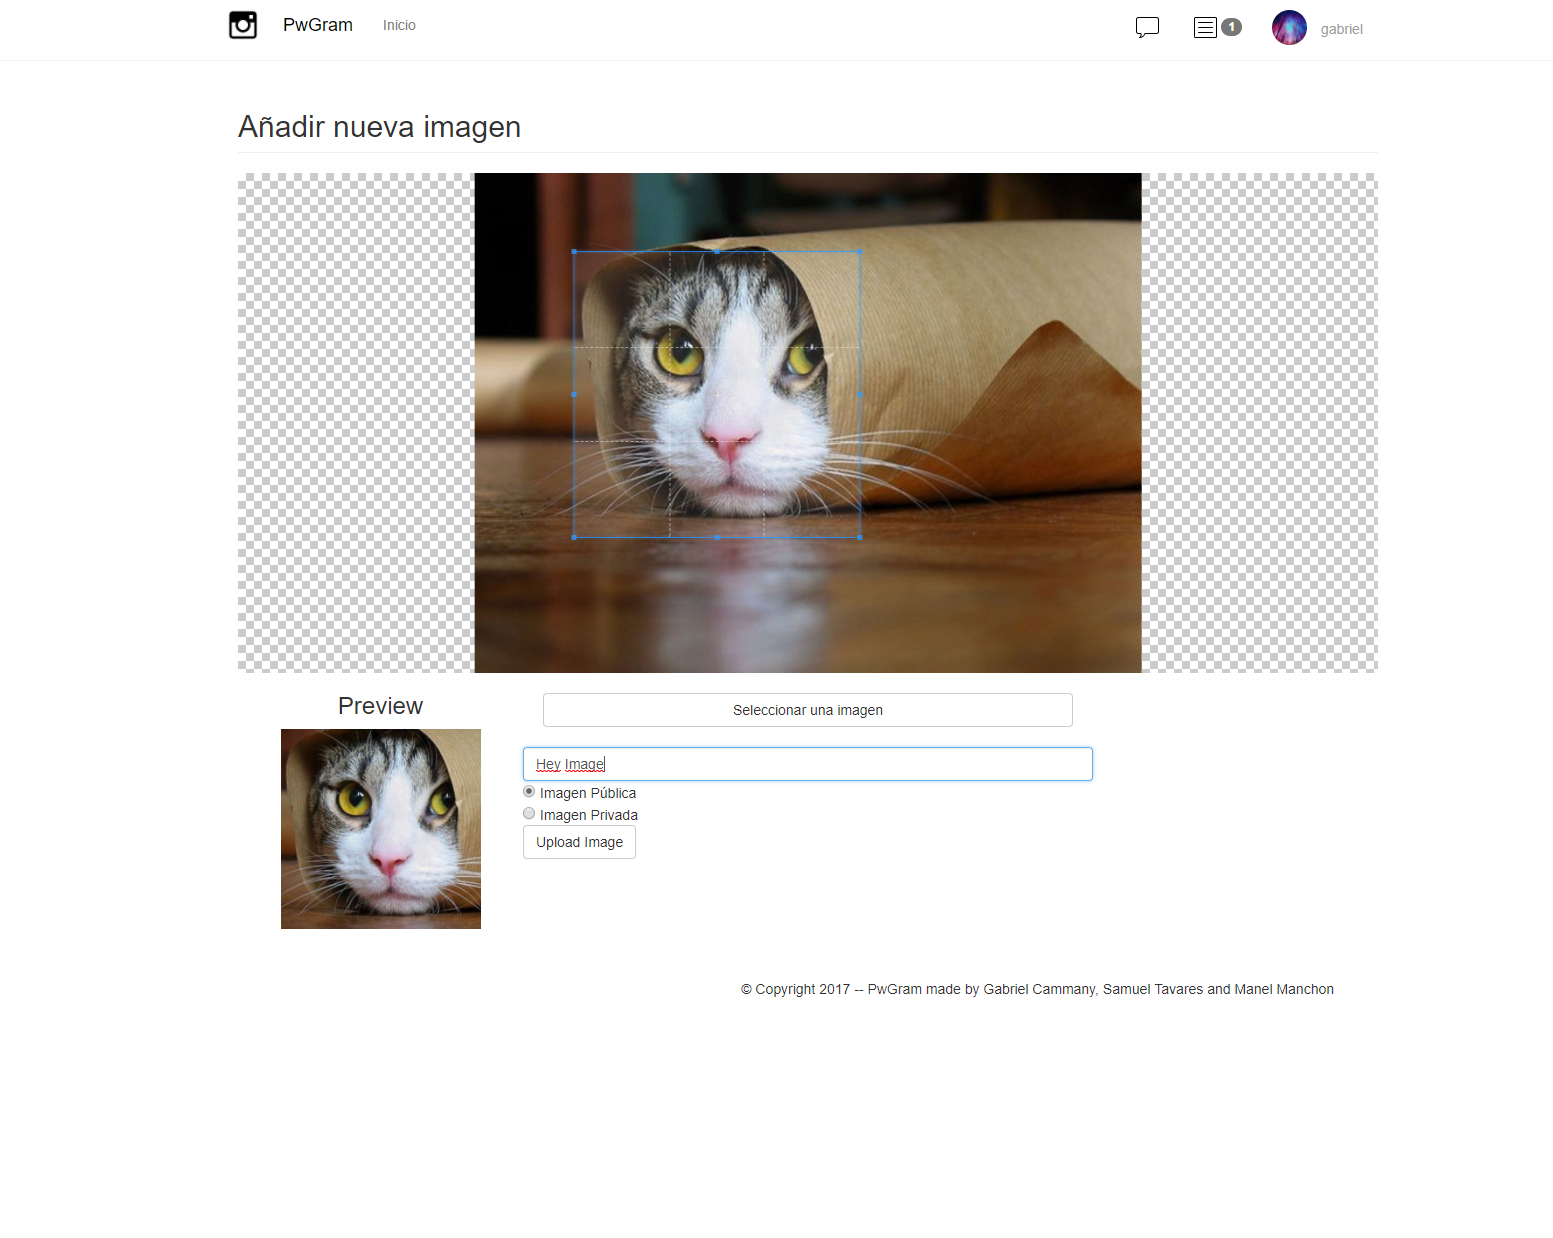 PwGram
Inicio
1
gabriel
Añadir nueva imagen
Preview
Seleccionar una imagen
Hey Image
Imagen Pública
Imagen Privada
Upload Image
© Copyright 2017 -- PwGram made by Gabriel Cammany, Samuel Tavares and Manel Manchon